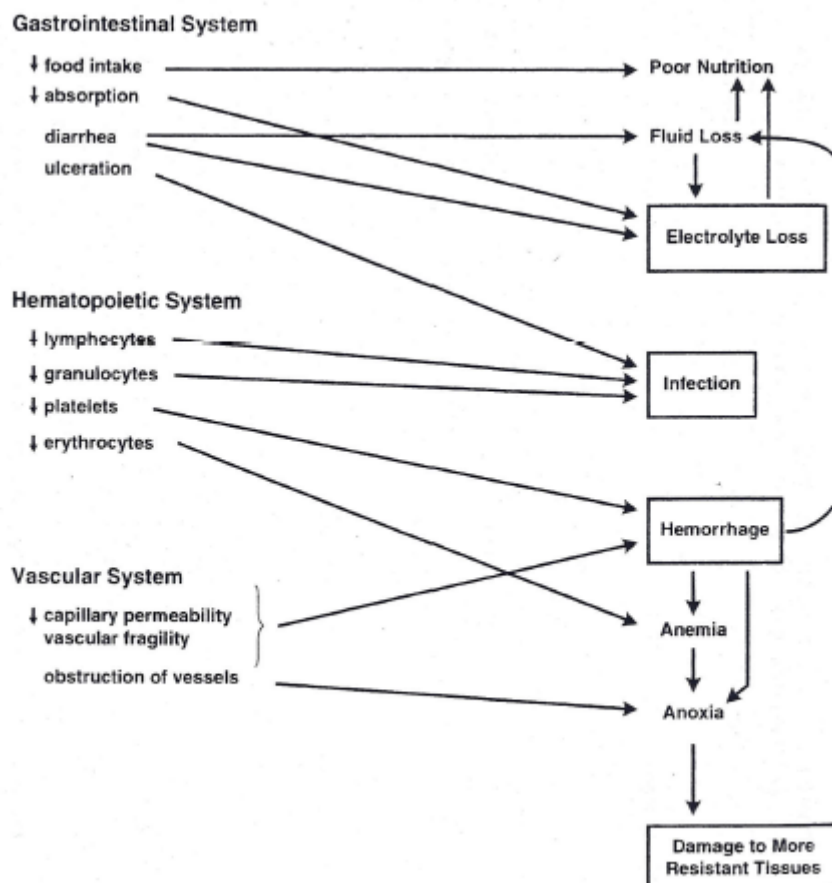 Gastrointestinal System
↓ food intake
↓ absorption
diarrhea
ulceration
Poor Nutrition
Fluid Loss
Electrolyte Loss
Hematopoietic System
↓ lymphocytes
↓ granulocytes
↓ platelets
↓ erythrocytes
Infection
Hemorrhage
Vascular System
↓ capillary permeability
vascular fragility
obstruction of vessels
Anemia
Anoxia
Damage to More
Resistant Tissues